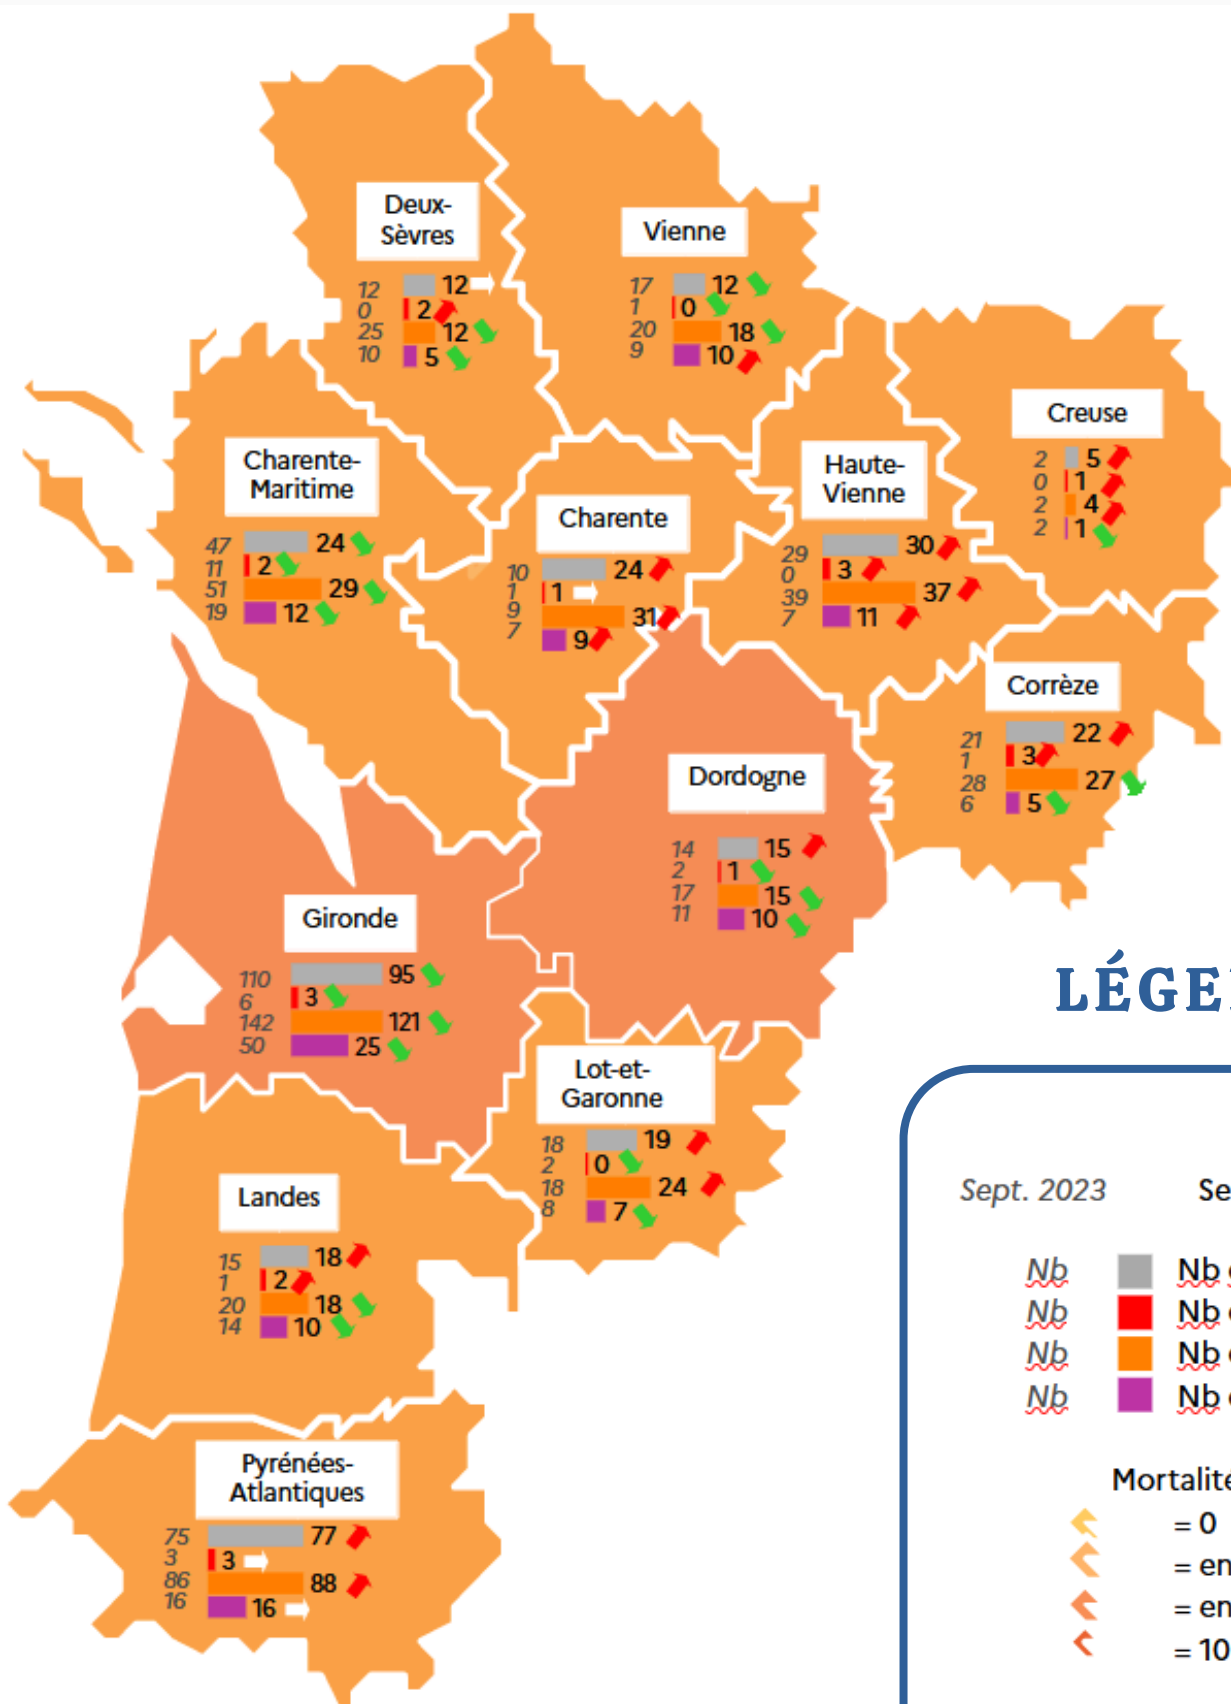 Deux-
Sèvres
12 12
0 2
25 12
10 5
Vienne
17 12
1 0
20 18
9 10
Creuse
2 5
0 1
2 4
2 1
Charente-
Maritime
47 24
11 2
51 29
19 12
Charente
10 24
1 1
9 31
7 9
Haute-
Vienne
29 30
0 3
39 37
7 11
Corrèze
21 22
1 3
28 27
6 5
Dordogne
14 15
2 1
17 15
11 10
Gironde
110 95
6 3
142 121
50 25
Lot-et-
Garonne
18 19
2 0
18 24
8 7
Landes
15 18
1 2
20 18
14 10
Pyrénées-
Atlantiques
75 77
3 3
86 88
16 16
LÉGE
Sept. 2023 Se
Nb Nb
Nb Nb
Nb Nb
Nb Nb
Mortalité
= 0
= en
= en
= 10